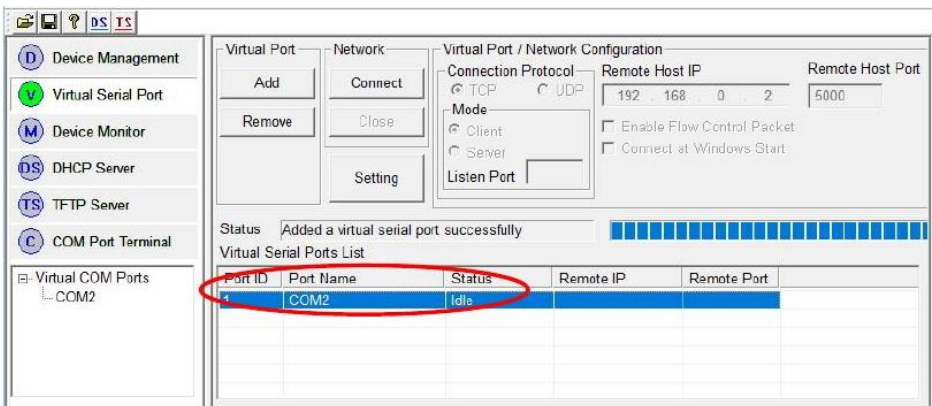 DS TS
D Device Management
V Virtual Serial Port
M Device Monitor
DS DHCP Server
TS TFTP Server
C COM Port Terminal
Virtual COM Ports
COM2
Virtual Port
Add
Remove
Network
Connect
Close
Setting
Virtual Port / Network Configuration
Connection Protocol
TCP UDP
Mode
Client
Server
Listen Port
Remote Host IP
192 . 168 . 0 . 2
Remote Host Port
5000
Enable Flow Control Packet
Connect at Windows Start
Status Added a virtual serial port successfully
Virtual Serial Ports List
Port ID Port Name Status Remote IP Remote Port
1 COM2 Idle